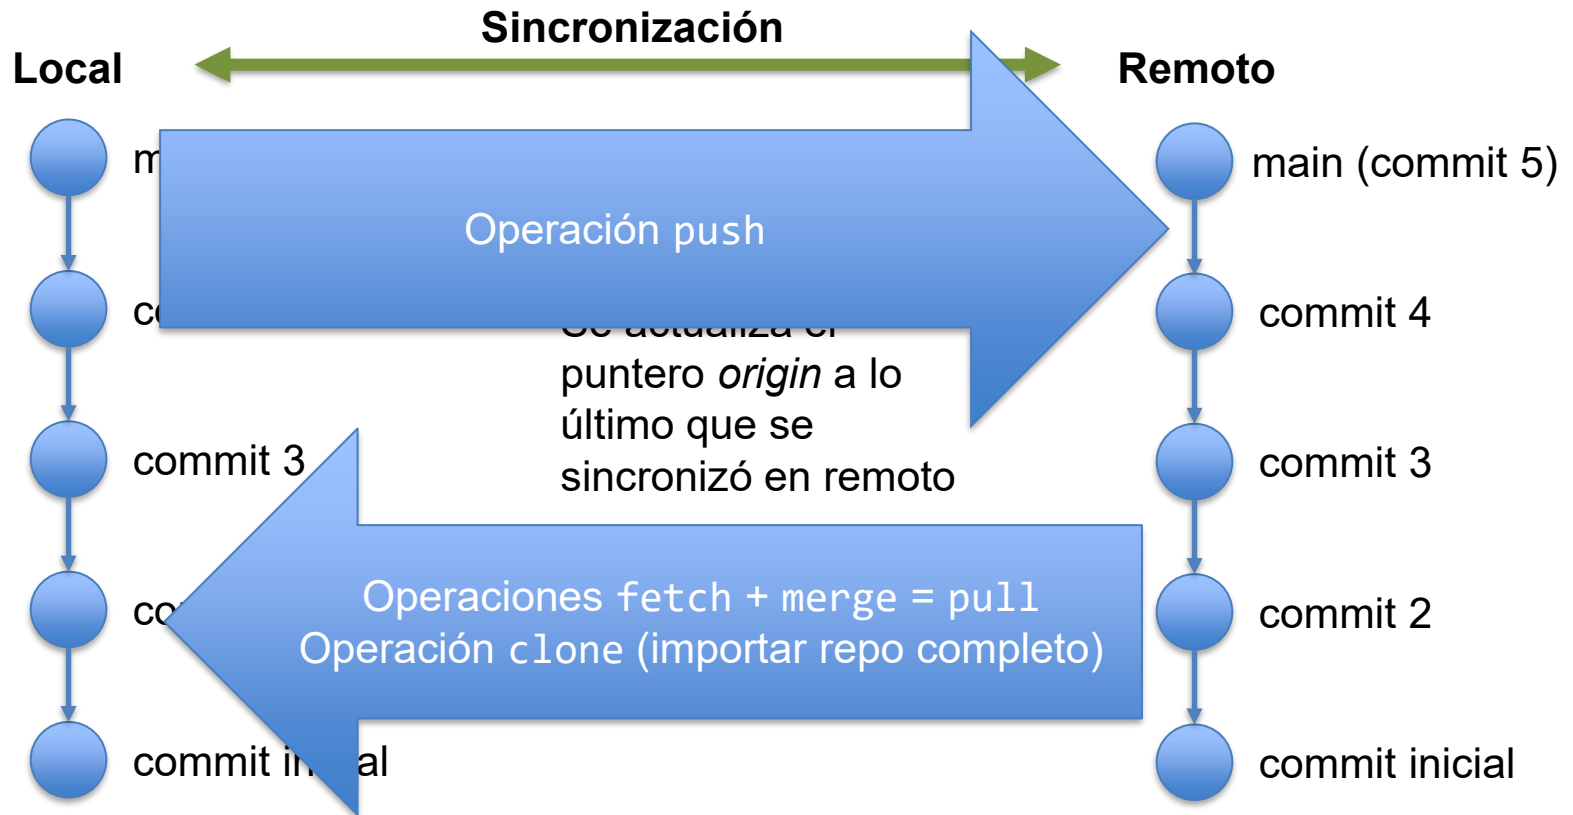 Sincronización
Local
Remoto
main (commit 5)
Operación push
commit 4
puntero origin a lo
último que se
sincronizó en remoto
commit 3
commit 3
Operaciones fetch + merge = pull
Operación clone (importar repo completo)
commit 2
commit
commit inicial